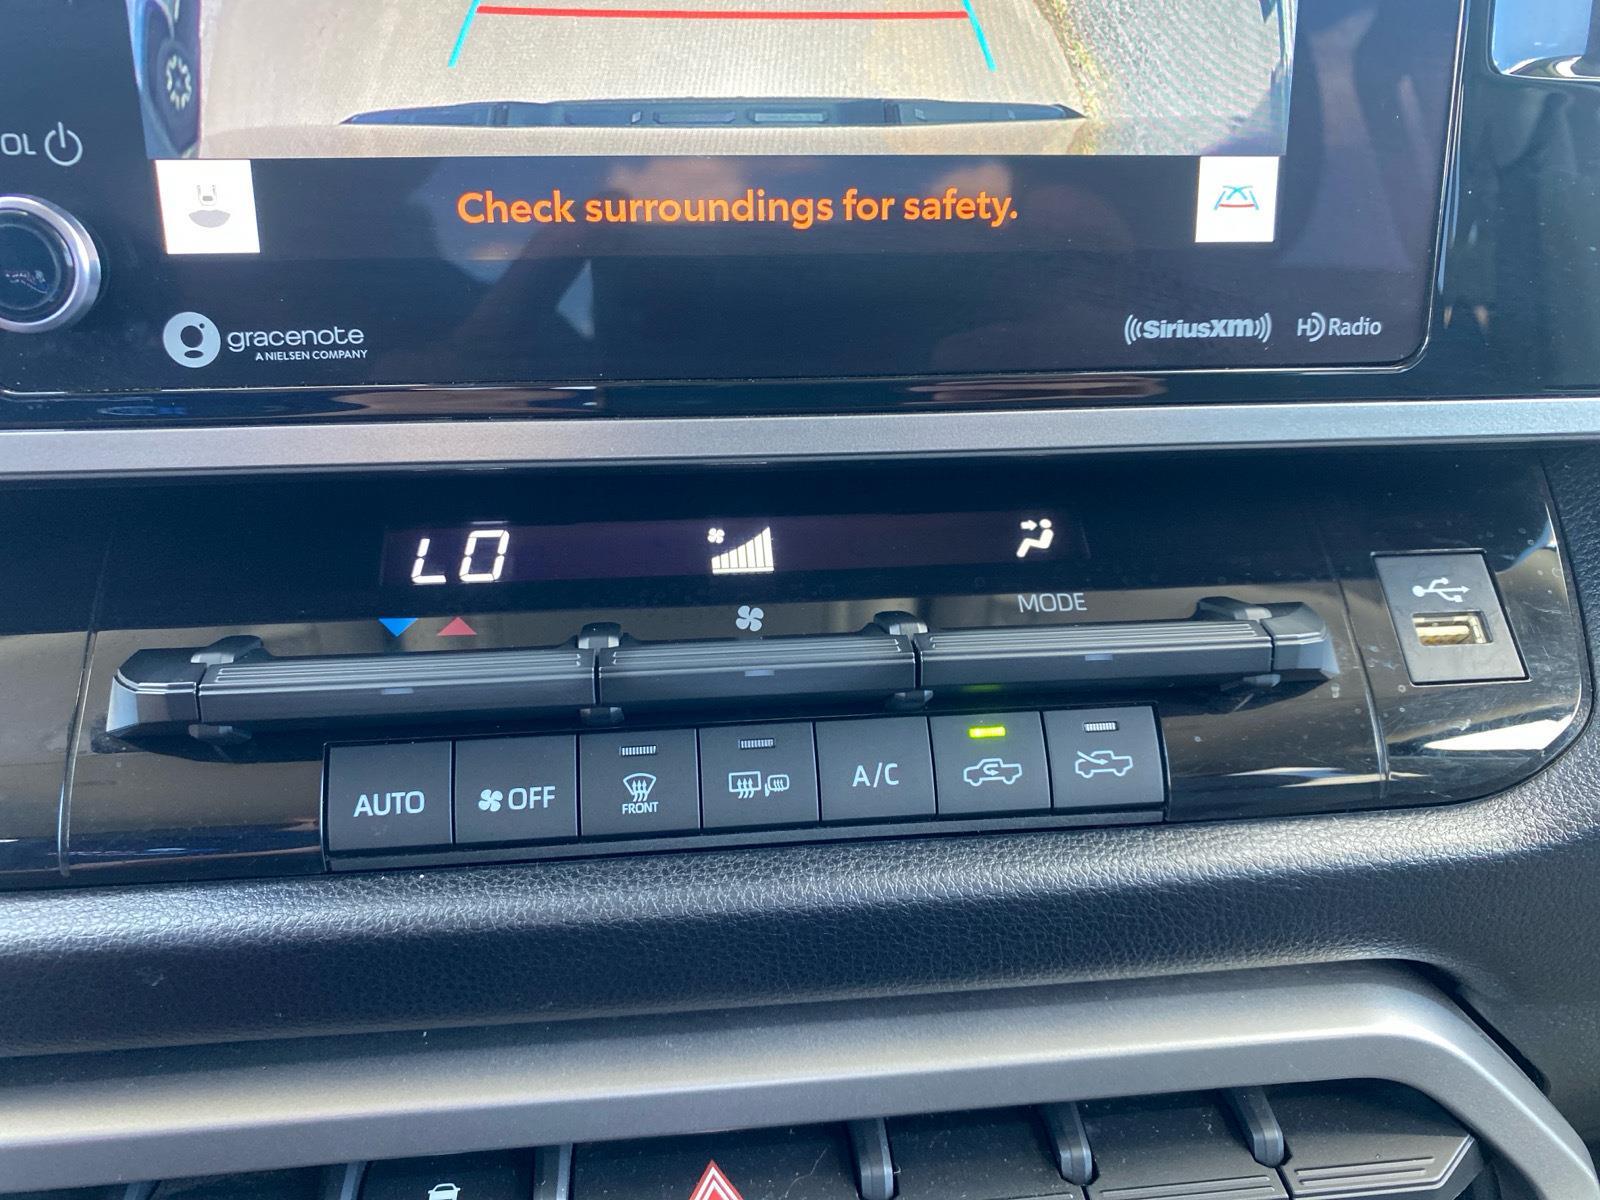 OL
Check surroundings for safety.
gracenote
A NIELSEN COMPANY
((SiriusXM))
HD Radio
LO
MODE
AUTO
OFF
FRONT
A/C